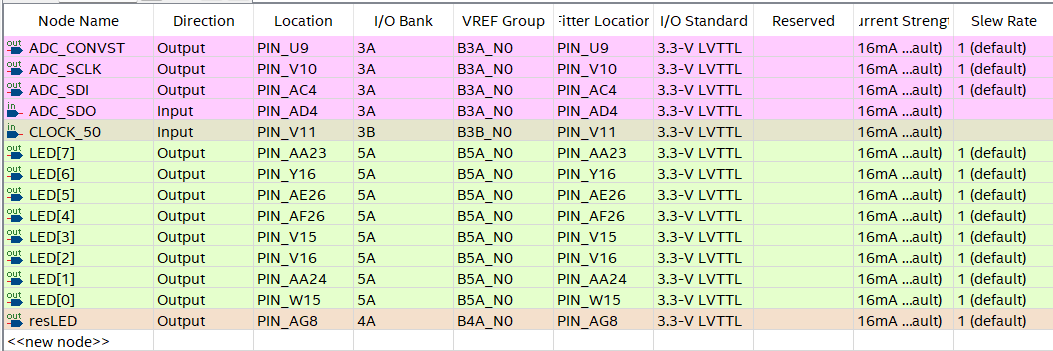 Node Name Direction Location I/O Bank VREF Group Fitter Location I/O Standard Reserved urrent Streng Slew Rate
out ADC_CONVST Output PIN_U9 3A B3A_N0 PIN_U9 3.3-V LVTTL 16mA ...ault) 1 (default)
out ADC_SCLK Output PIN_V10 3A B3A_N0 PIN_V10 3.3-V LVTTL 16mA ...ault) 1 (default)
out ADC_SDI Output PIN_AC4 3A B3A_N0 PIN_AC4 3.3-V LVTTL 16mA ...ault) 1 (default)
in ADC_SDO Input PIN_AD4 3A B3A_N0 PIN_AD4 3.3-V LVTTL 16mA ...ault)
in CLOCK_50 Input PIN_V11 3B B3B_N0 PIN_V11 3.3-V LVTTL 16mA ...ault)
out LED[7] Output PIN_AA23 5A B5A_N0 PIN_AA23 3.3-V LVTTL 16mA ...ault) 1 (default)
out LED[6] Output PIN_Y16 5A B5A_N0 PIN_Y16 3.3-V LVTTL 16mA ...ault) 1 (default)
out LED[5] Output PIN_AE26 5A B5A_N0 PIN_AE26 3.3-V LVTTL 16mA ...ault) 1 (default)
out LED[4] Output PIN_AF26 5A B5A_N0 PIN_AF26 3.3-V LVTTL 16mA ...ault) 1 (default)
out LED[3] Output PIN_V15 5A B5A_N0 PIN_V15 3.3-V LVTTL 16mA ...ault) 1 (default)
out LED[2] Output PIN_V16 5A B5A_N0 PIN_V16 3.3-V LVTTL 16mA ...ault) 1 (default)
out LED[1] Output PIN_AA24 5A B5A_N0 PIN_AA24 3.3-V LVTTL 16mA ...ault) 1 (default)
out LED[0] Output PIN_W15 5A B5A_N0 PIN_W15 3.3-V LVTTL 16mA ...ault) 1 (default)
out resLED Output PIN_AG8 4A B4A_N0 PIN_AG8 3.3-V LVTTL 16mA ...ault) 1 (default)
<<new node>>